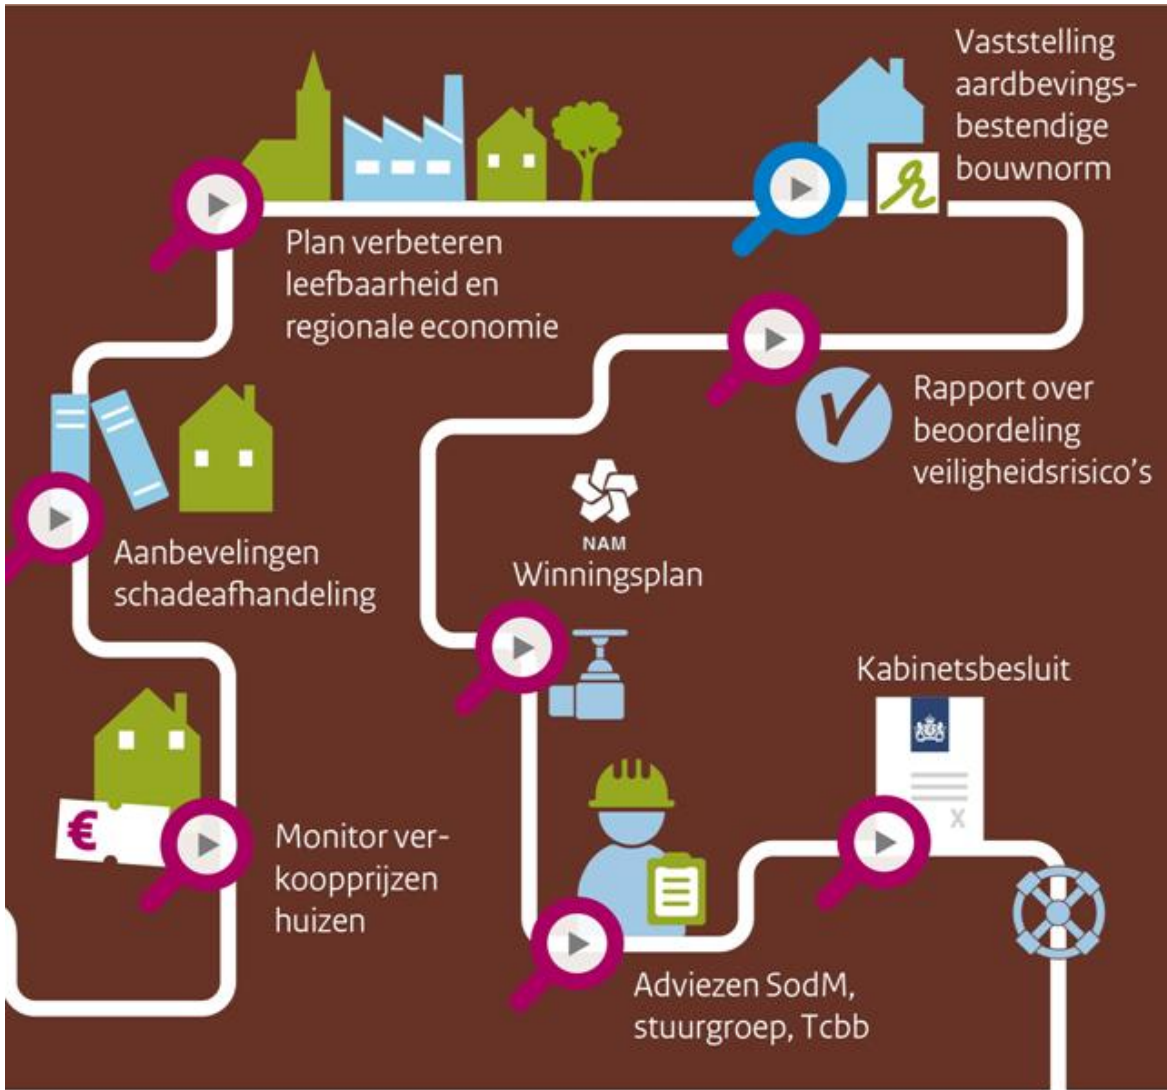 Vaststelling
aardbevings-
bestendige
bouwnorm
Plan verbeteren
leefbaarheid en
regionale economie
Rapport over
beoordeling
veiligheidsrisico's
Aanbevelingen
schadeafhandeling
NAM
Winningsplan
Kabinetsbesluit
X
€
Monitor ver-
koopprijzen
huizen
Adviezen SodM,
stuurgroep, Tcbb